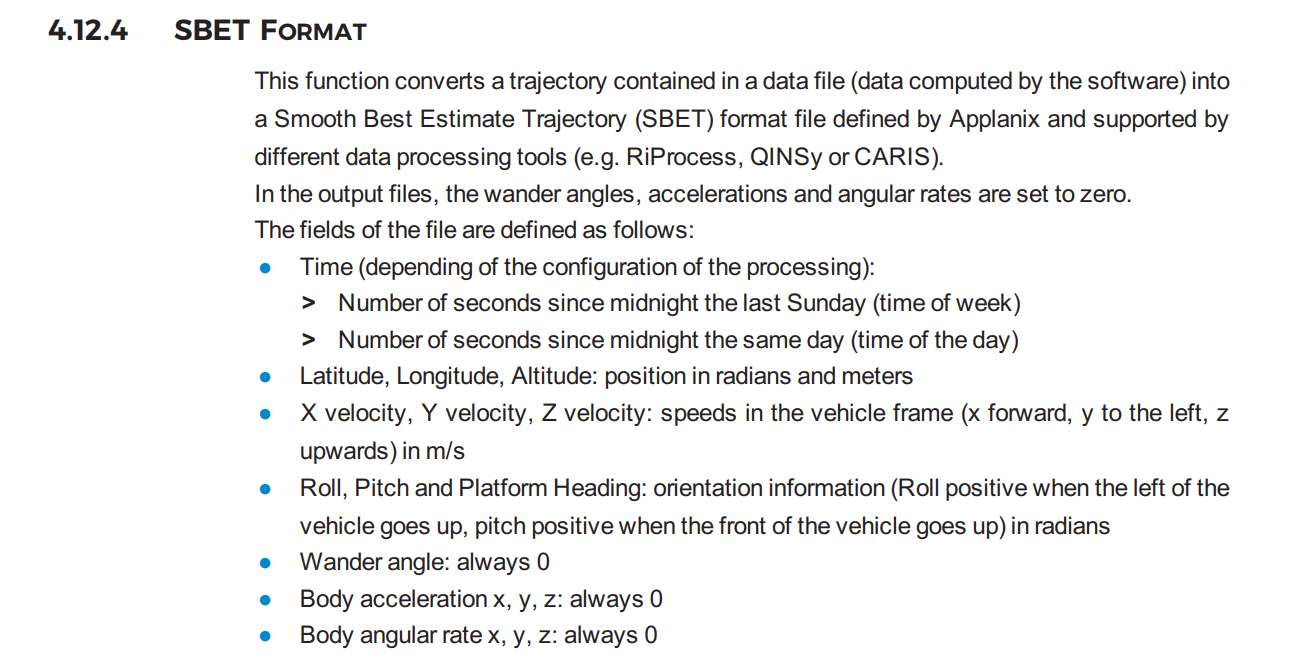 4.12.4 SBET FORMAT
This function converts a trajectory contained in a data file (data computed by the software) into
a Smooth Best Estimate Trajectory (SBET) format file defined by Applanix and supported by
different data processing tools (e.g. RiProcess, QINSy or CARIS).
In the output files, the wander angles, accelerations and angular rates are set to zero.
The fields of the file are defined as follows:
● Time (depending of the configuration of the processing):
> Number of seconds since midnight the last Sunday (time of week)
> Number of seconds since midnight the same day (time of the day)
● Latitude, Longitude, Altitude: position in radians and meters
● X velocity, Y velocity, Z velocity: speeds in the vehicle frame (x forward, y to the left, z
upwards) in m/s
● Roll, Pitch and Platform Heading: orientation information (Roll positive when the left of the
vehicle goes up, pitch positive when the front of the vehicle goes up) in radians
● Wander angle: always 0
● Body acceleration x, y, z: always 0
● Body angular rate x, y, z: always 0